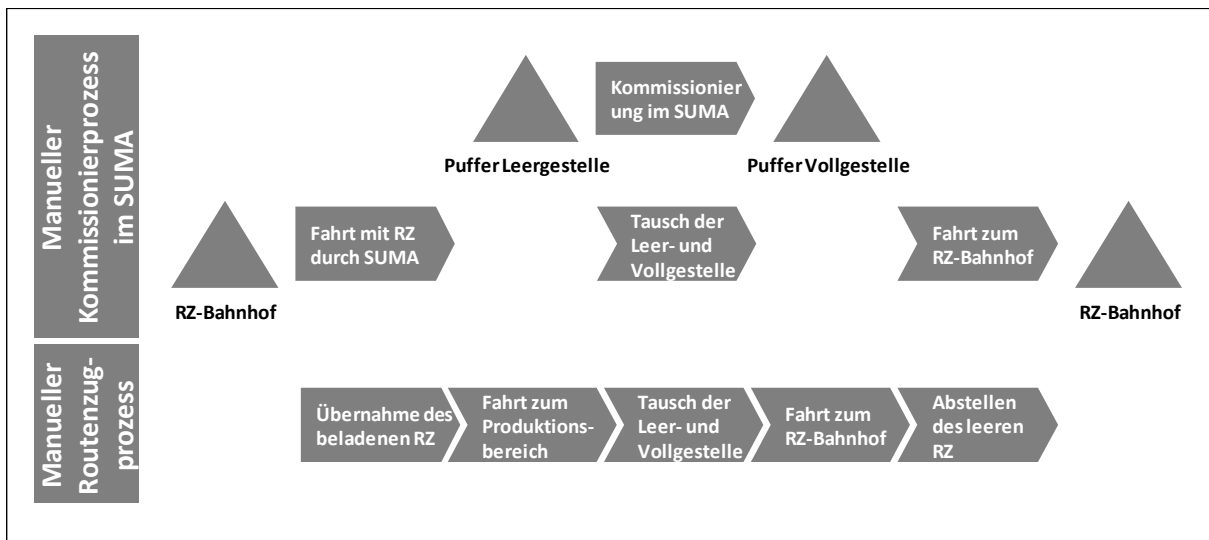 Manueller
Kommissionierprozess
im SUMA
Kommissionier
ung im SUMA
Puffer Leergestelle
Puffer Vollgestelle
Fahrt mit RZ
durch SUMA
Tausch der
Leer- und
Vollgestelle
Fahrt zum
RZ-Bahnhof
RZ-Bahnhof
RZ-Bahnhof
Manueller
Routenzug-
prozess
Übernahme des
beladenen RZ
Fahrt zum
Produktions-
bereich
Tausch der
Leer- und
Vollgestelle
Fahrt zum
RZ-Bahnhof
Abstellen
des leeren
RZ